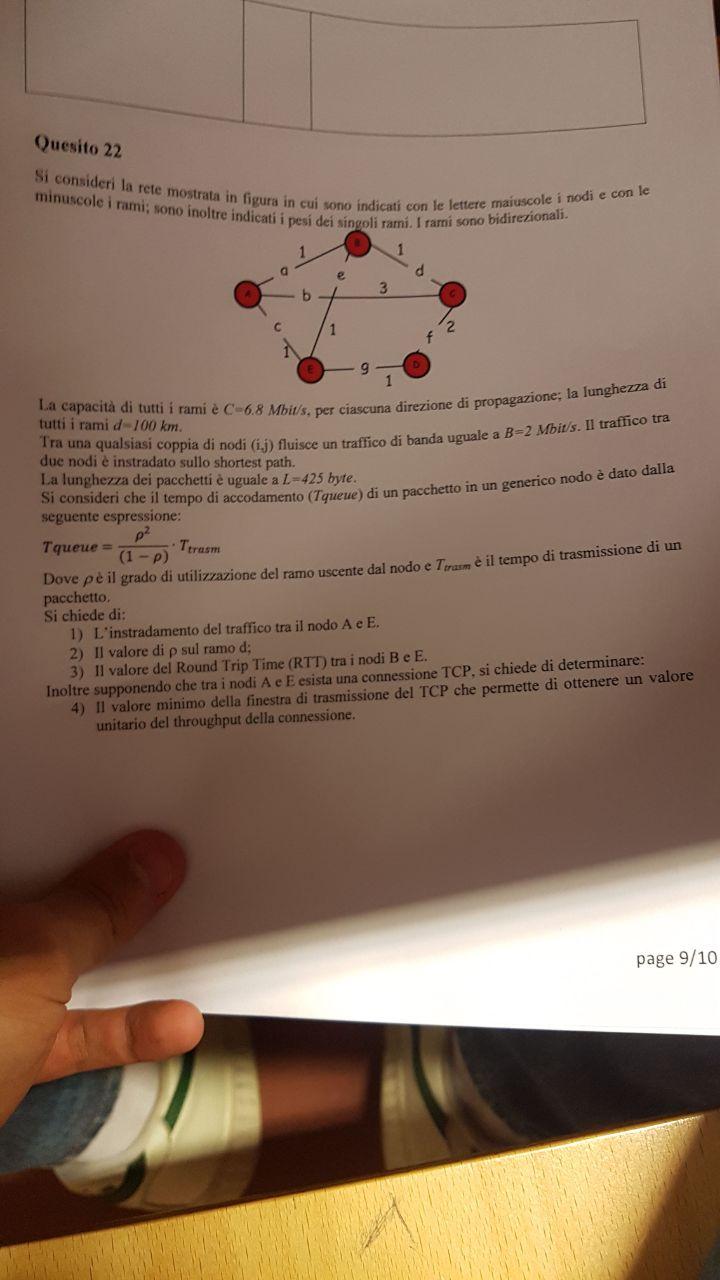 Quesito 22
Si consideri la rete mostrata in figura in cui sono indicati con le lettere maiuscole i nodi e con le
minuscole i rami; sono inoltre indicati i pesi dei singoli rami. I rami sono bidirezionali.
B
1
1
a
e
d
A
b
3
C
c
1
2
1
f
E
g
D
1
La capacità di tutti i rami è C=6.8 Mbit/s, per ciascuna direzione di propagazione; la lunghezza di
tutti i rami d=100 km.
Tra una qualsiasi coppia di nodi (i,j) fluisce un traffico di banda uguale a B=2 Mbit/s. Il traffico tra
due nodi è instradato sullo shortest path.
La lunghezza dei pacchetti è uguale a L=425 byte.
Si consideri che il tempo di accodamento (Tqueue) di un pacchetto in un generico nodo è dato dalla
seguente espressione:
Tqueue = ρ² / (1 − ρ) · Ttrasm
Dove ρ è il grado di utilizzazione del ramo uscente dal nodo e Ttrasm è il tempo di trasmissione di un
pacchetto.
Si chiede di:
1) L'instradamento del traffico tra il nodo A e E.
2) Il valore di ρ sul ramo d;
3) Il valore del Round Trip Time (RTT) tra i nodi B e E.
Inoltre supponendo che tra i nodi A e E esista una connessione TCP, si chiede di determinare:
4) Il valore minimo della finestra di trasmissione del TCP che permette di ottenere un valore
unitario del throughput della connessione.
page 9/10